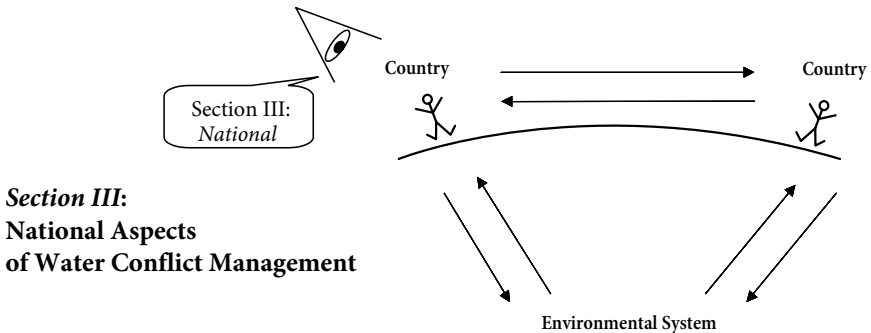 Country
Country
Section III:
National
Section III:
National Aspects
of Water Conflict Management
Environmental System